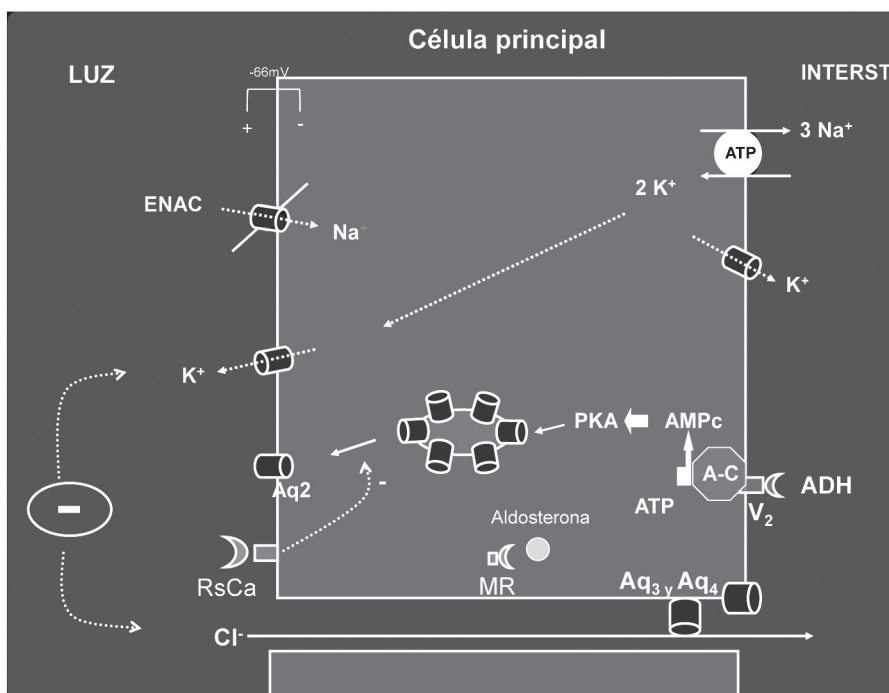 Célula principal
LUZ
-66mV
INTERST
+ -
3 Na⁺
ATP
2 K⁺
ENAC
Na⁺
K⁺
K⁺
PKA
AMPc
A-C
ADH
Aq2
-
ATP
V₂
Aldosterona
RsCa
MR
Aq₃ y Aq₄
-
Cl⁻